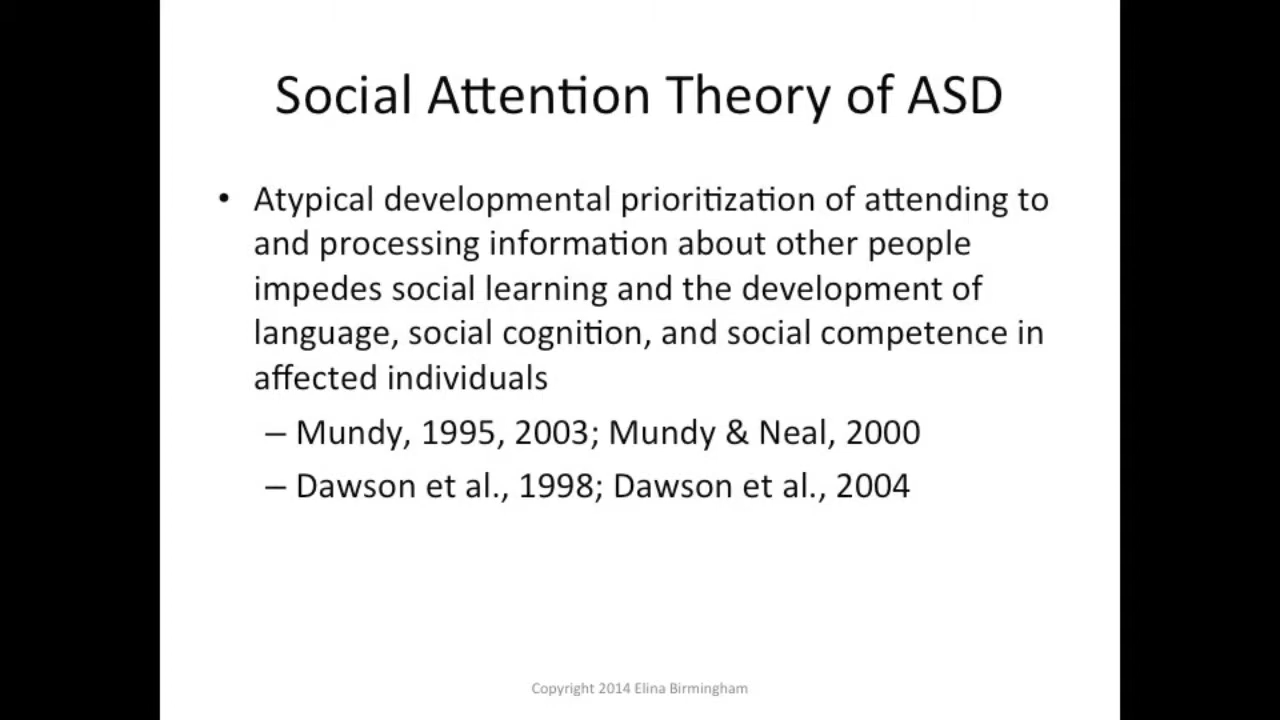 Social Attention Theory of ASD
• Atypical developmental prioritization of attending to
and processing information about other people
impedes social learning and the development of
language, social cognition, and social competence in
affected individuals
– Mundy, 1995, 2003; Mundy & Neal, 2000
– Dawson et al., 1998; Dawson et al., 2004
Copyright 2014 Elina Birmingham